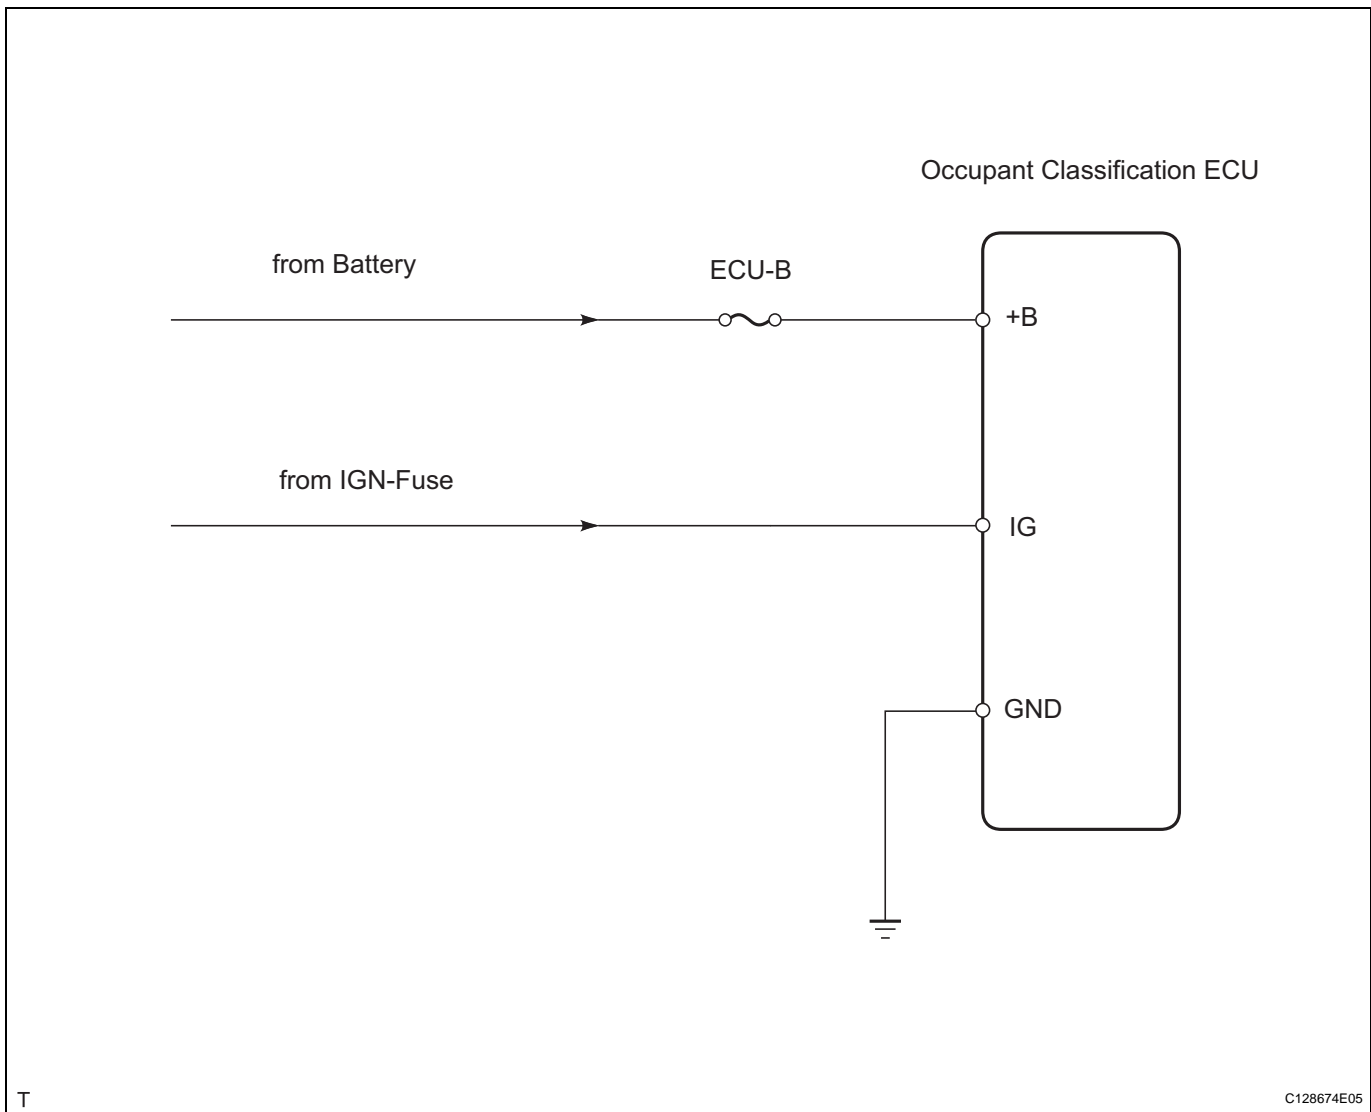 Occupant Classification ECU
from Battery
ECU-B
+B
from IGN-Fuse
IG
GND
T
C128674E05